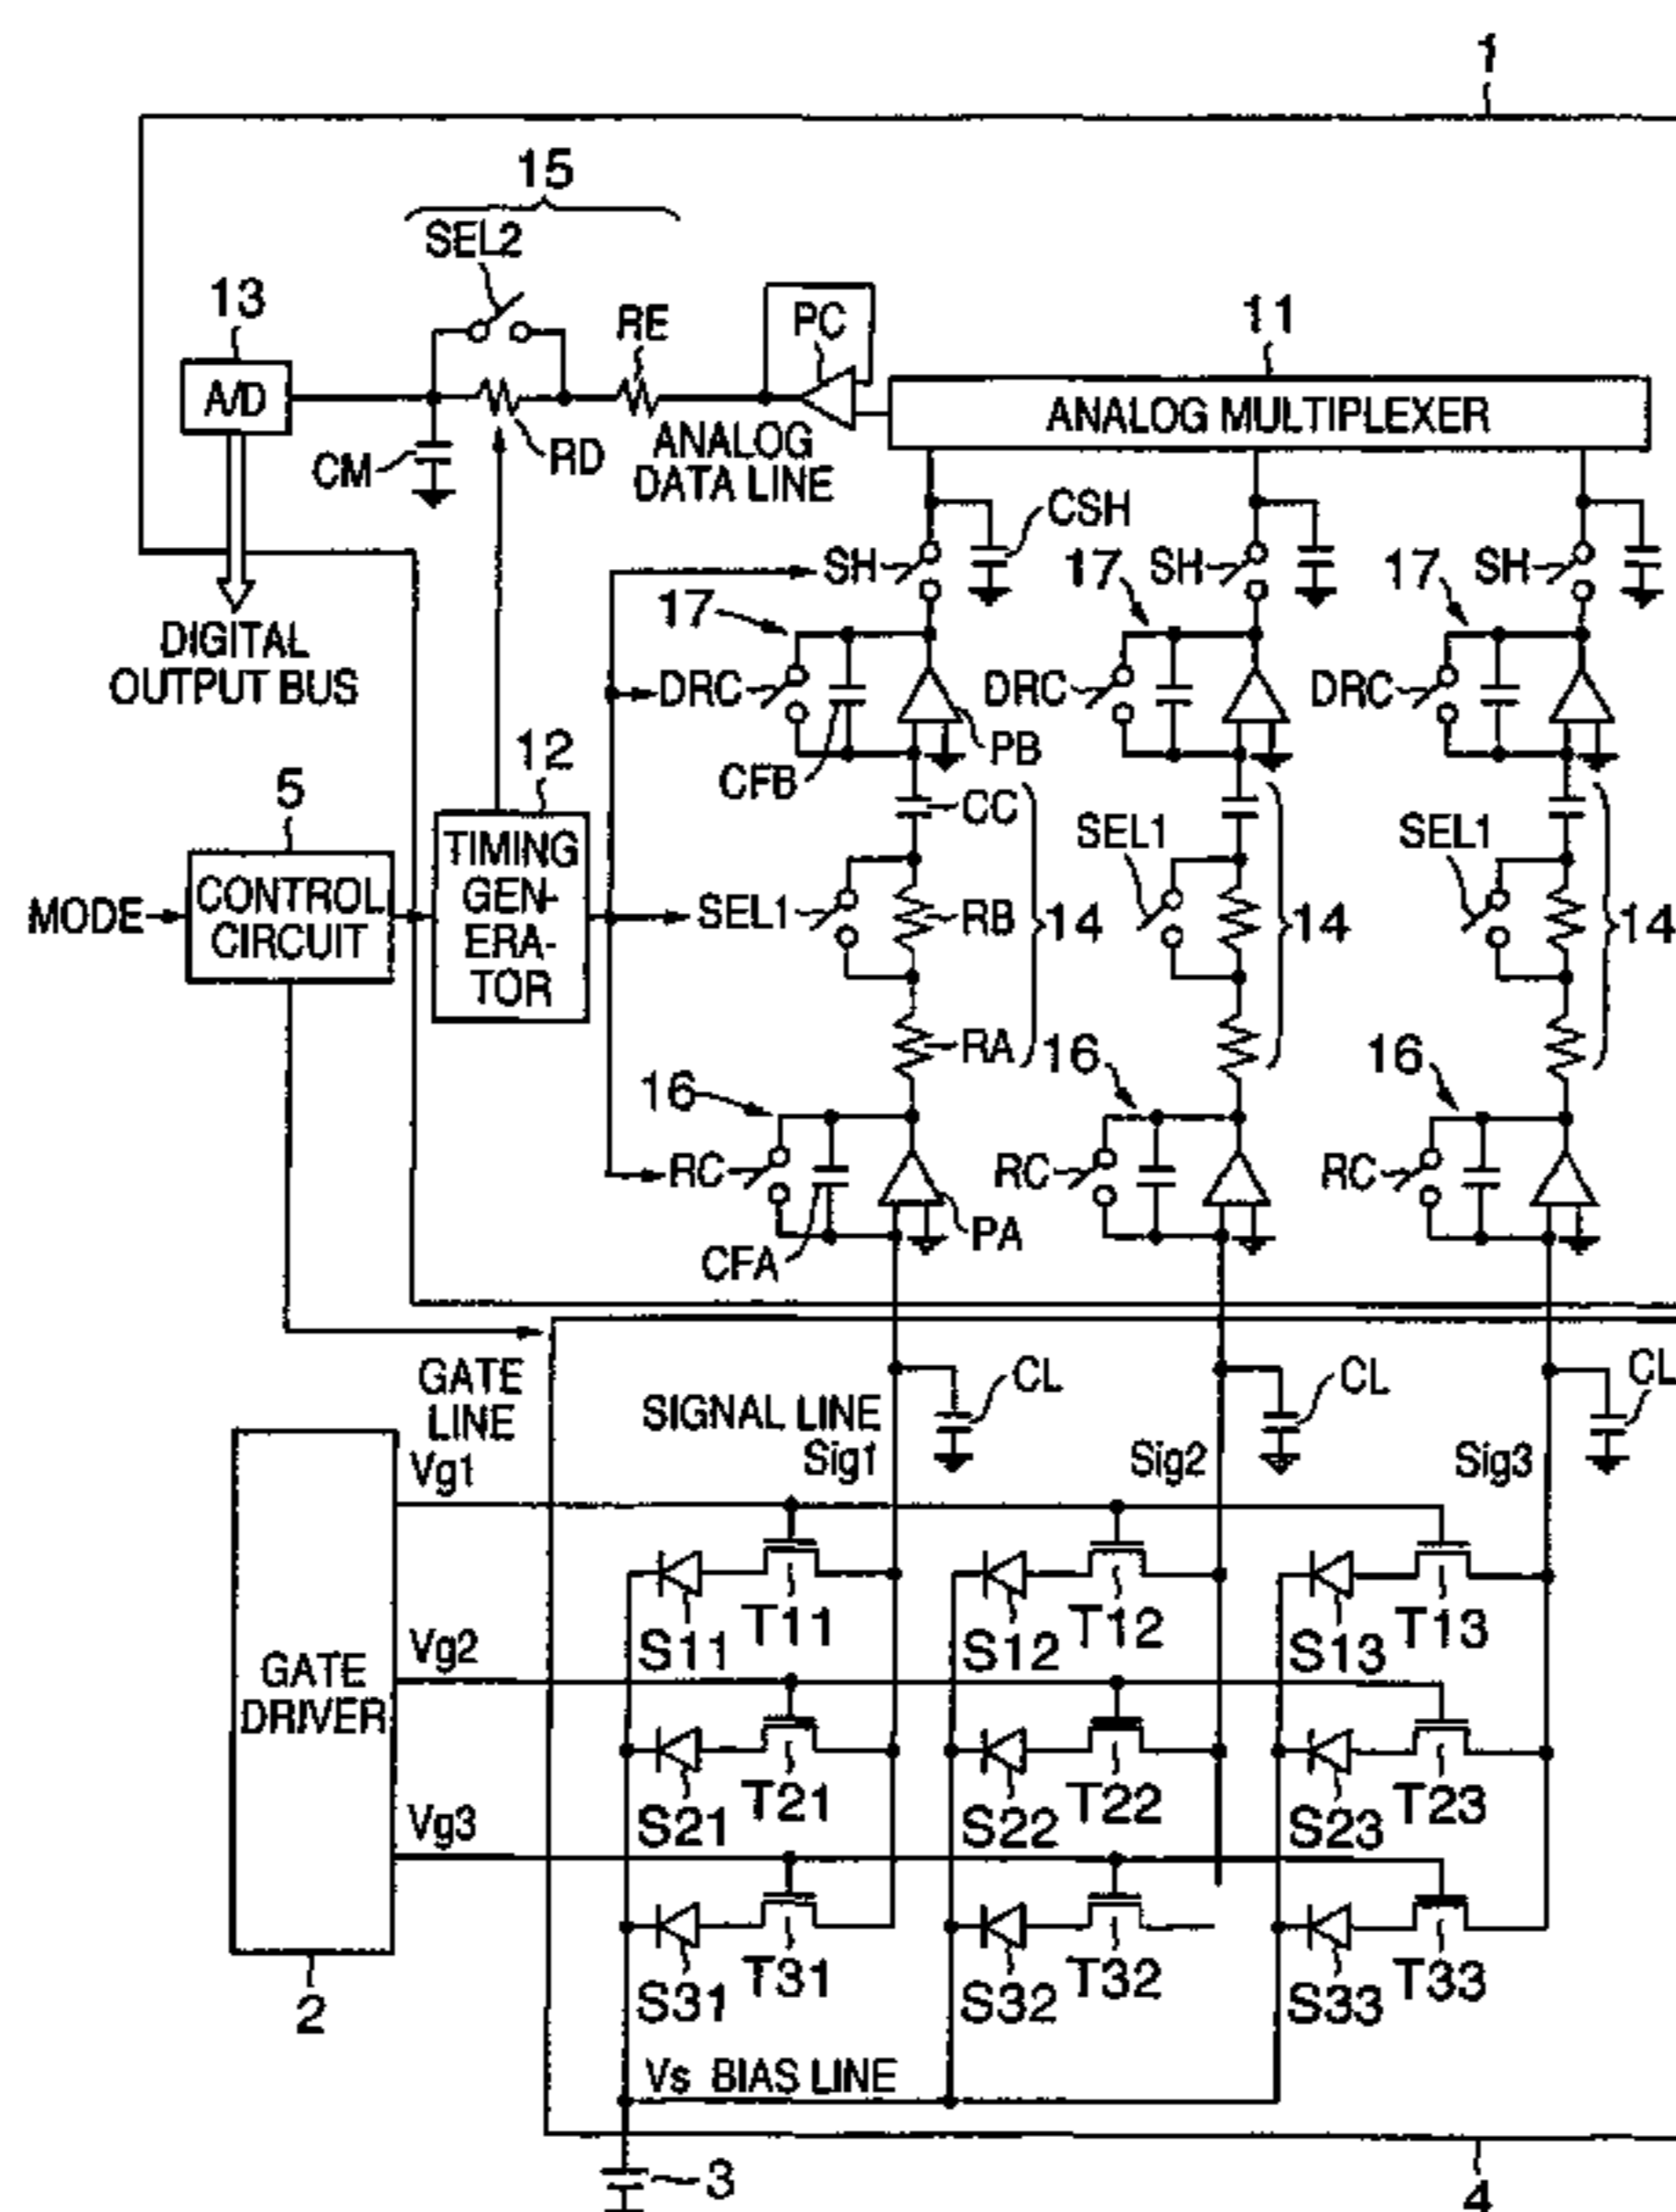 1
15
SEL2
13
RE
PC
11
A/D
ANALOG MULTIPLEXER
CM
RD
ANALOG
DATA LINE
CSH
SH
17
SH
17
SH
17
DIGITAL
OUTPUT BUS
DRC
DRC
DRC
PB
CFB
12
5
CC
TIMING
GEN-
ERA-
TOR
SEL1
SEL1
MODE
CONTROL
CIRCUIT
SEL1
RB
14
14
14
RA
16
16
16
RC
RC
RC
PA
CFA
GATE
LINE
SIGNAL LINE
CL
CL
CL
Vg1
Sig1
Sig2
Sig3
S11
T11
S12
T12
S13
T13
Vg2
GATE
DRIVER
S21
T21
S22
T22
S23
T23
Vg3
S31
T31
S32
T32
S33
T33
2
Vs BIAS LINE
3
4